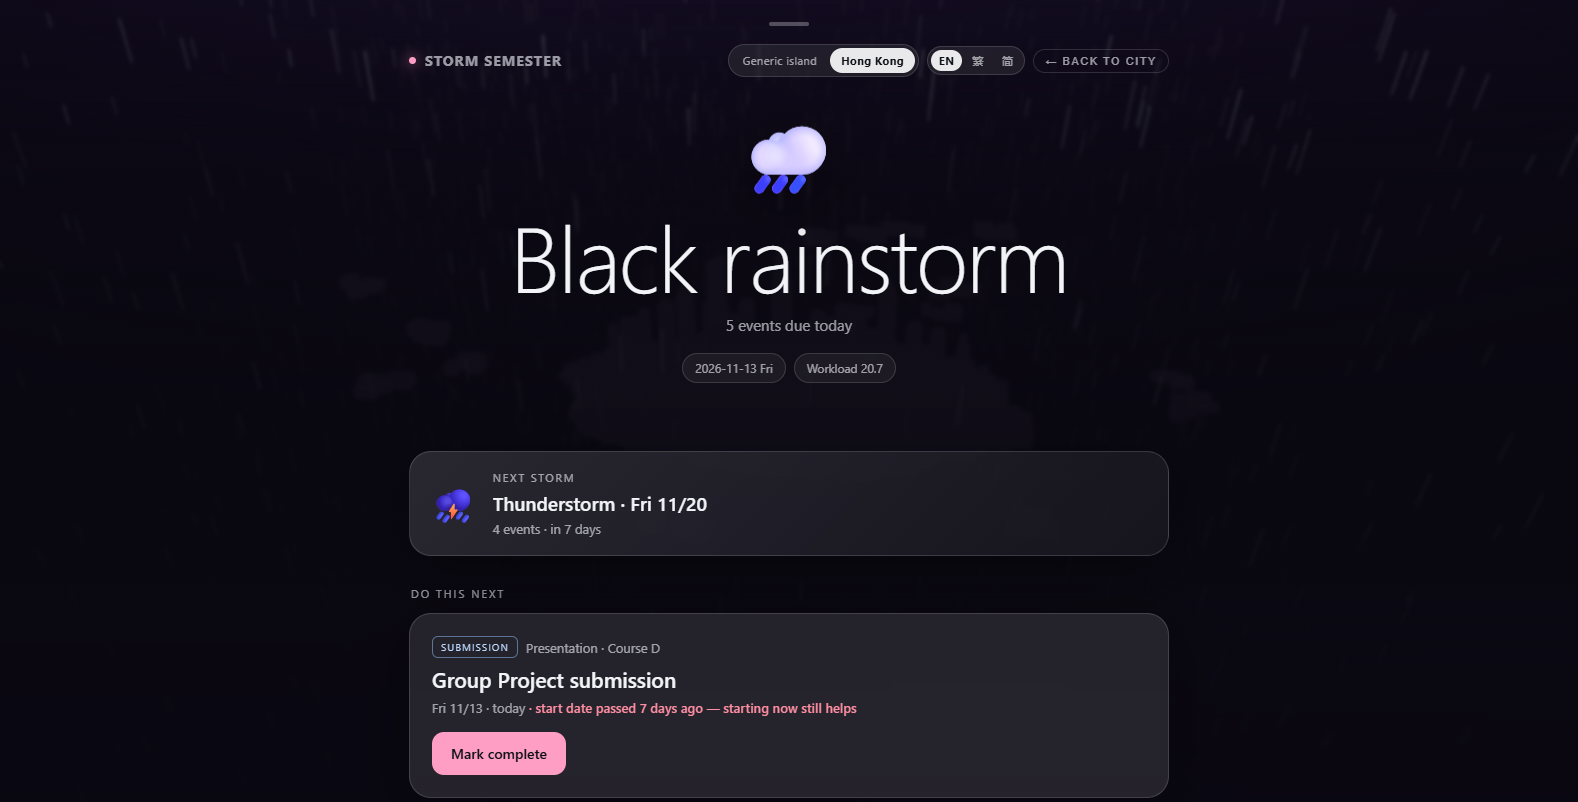 STORM SEMESTER
Generic island
Hong Kong
EN
繁
简
← BACK TO CITY
Black rainstorm
5 events due today
2026-11-13 Fri
Workload 20.7
NEXT STORM
Thunderstorm · Fri 11/20
4 events · in 7 days
DO THIS NEXT
SUBMISSION
Presentation · Course D
Group Project submission
Fri 11/13 · today · start date passed 7 days ago — starting now still helps
Mark complete